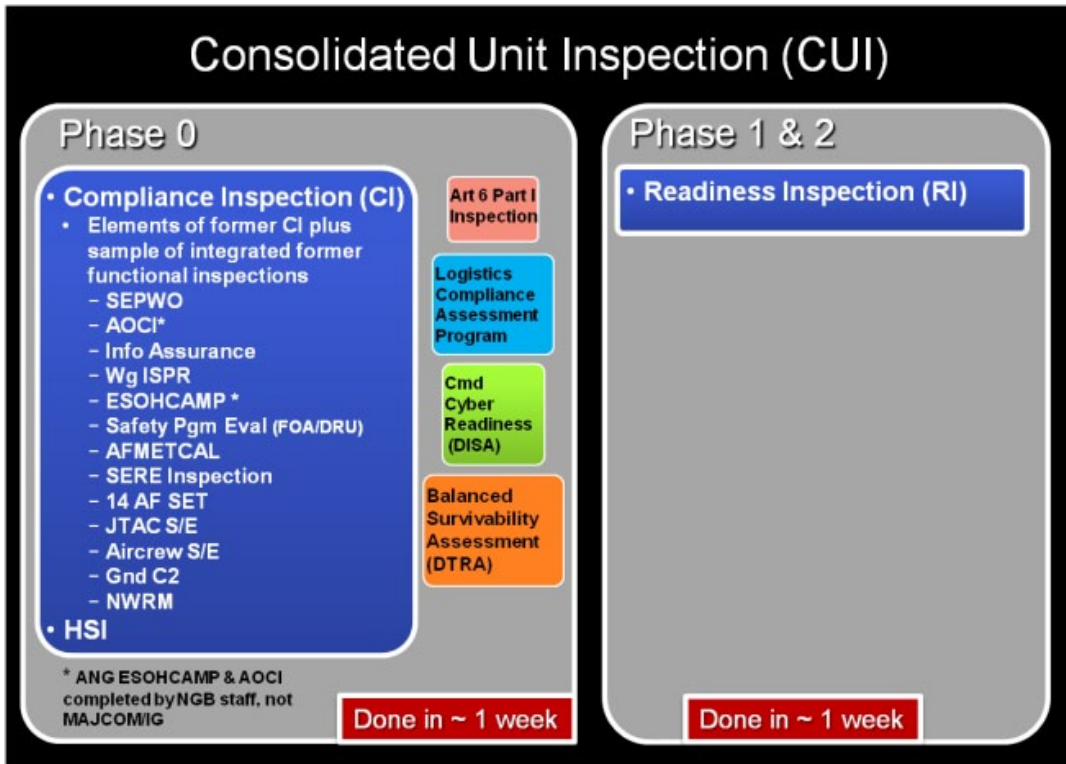 Consolidated Unit Inspection (CUI)
Phase 0
• Compliance Inspection (CI)
• Elements of former CI plus
sample of integrated former
functional inspections
– SEPWO
– AOCI*
– Info Assurance
– Wg ISPR
– ESOHCAMP *
– Safety Pgm Eval (FOA/DRU)
– AFMETCAL
– SERE Inspection
– 14 AF SET
– JTAC S/E
– Aircrew S/E
– Gnd C2
– NWRM
• HSI
* ANG ESOHCAMP & AOCI
completed by NGB staff, not
MAJCOM/IG
Art 6 Part I
Inspection
Logistics
Compliance
Assessment
Program
Cmd
Cyber
Readiness
(DISA)
Balanced
Survivability
Assessment
(DTRA)
Done in ~ 1 week
Phase 1 & 2
• Readiness Inspection (RI)
Done in ~ 1 week